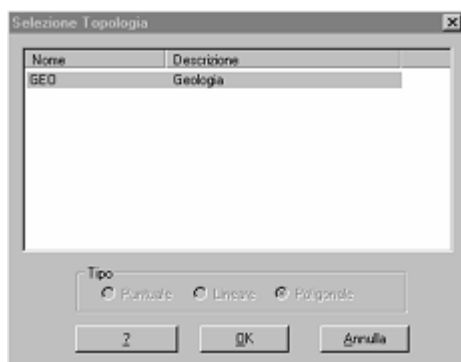 Selezione Topologia
Nome Descrizione
GEO Geologia
Tipo
Puntuale Lineare Poligonale
? OK Annulla